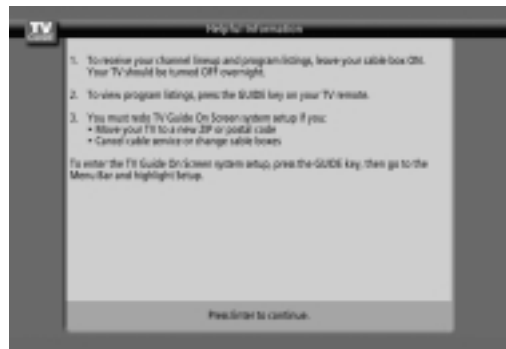 TV
GUIDE
Helpful Information
1. To receive your channel lineup and program listings, leave your cable box ON.
Your TV should be turned OFF overnight.
2. To view program listings, press the GUIDE key on your TV remote.
3. You must redo TV Guide On Screen system setup if you:
• Move your TV to a new ZIP or postal code
• Cancel cable service or change cable boxes
To enter the TV Guide On Screen system setup, press the GUIDE key, then go to the
Menu Bar and highlight Setup.
Press Enter to continue.